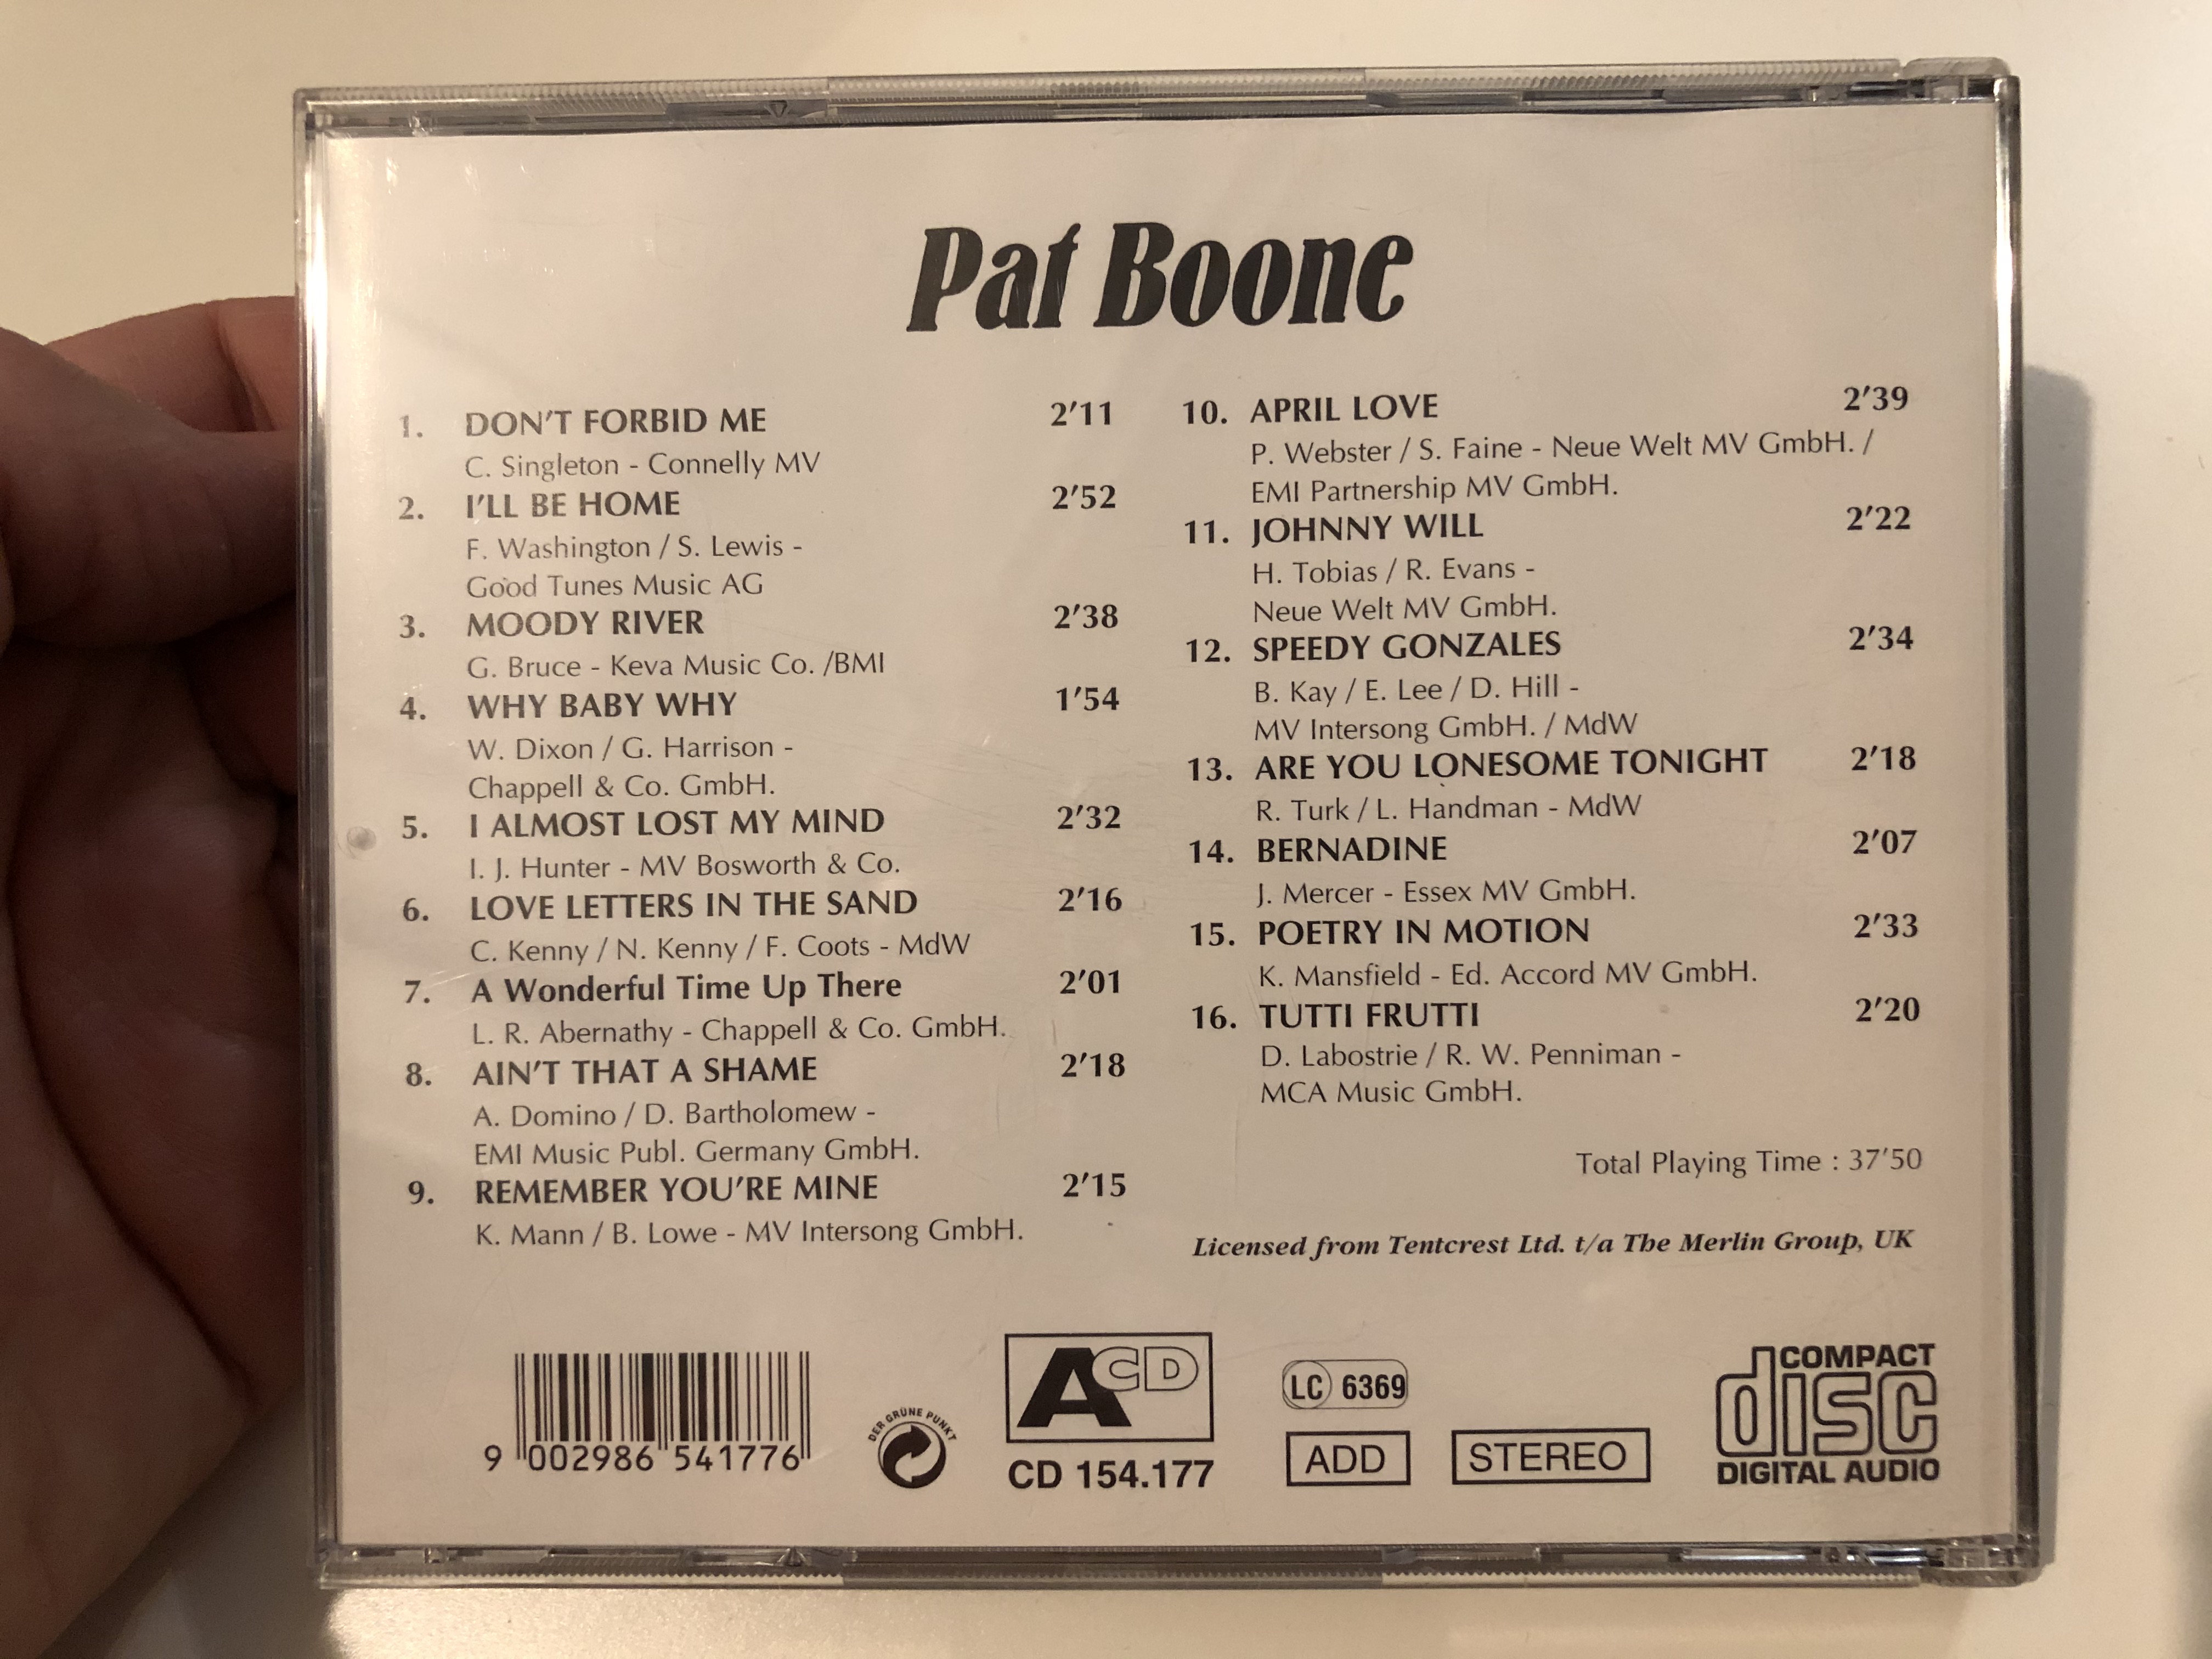 Pat Boone
1. DON'T FORBID ME 2'11
C. Singleton - Connelly MV
2. I'LL BE HOME 2'52
F. Washington / S. Lewis -
Good Tunes Music AG
3. MOODY RIVER 2'38
G. Bruce - Keva Music Co. /BMI
4. WHY BABY WHY 1'54
W. Dixon / G. Harrison -
Chappell & Co. GmbH.
5. I ALMOST LOST MY MIND 2'32
I. J. Hunter - MV Bosworth & Co.
6. LOVE LETTERS IN THE SAND 2'16
C. Kenny / N. Kenny / F. Coots - MdW
7. A Wonderful Time Up There 2'01
L. R. Abernathy - Chappell & Co. GmbH.
8. AIN'T THAT A SHAME 2'18
A. Domino / D. Bartholomew -
EMI Music Publ. Germany GmbH.
9. REMEMBER YOU'RE MINE 2'15
K. Mann / B. Lowe - MV Intersong GmbH.
10. APRIL LOVE 2'39
P. Webster / S. Faine - Neue Welt MV GmbH. /
EMI Partnership MV GmbH.
11. JOHNNY WILL 2'22
H. Tobias / R. Evans -
Neue Welt MV GmbH.
12. SPEEDY GONZALES 2'34
B. Kay / E. Lee / D. Hill -
MV Intersong GmbH. / MdW
13. ARE YOU LONESOME TONIGHT 2'18
R. Turk / L. Handman - MdW
14. BERNADINE 2'07
J. Mercer - Essex MV GmbH.
15. POETRY IN MOTION 2'33
K. Mansfield - Ed. Accord MV GmbH.
16. TUTTI FRUTTI 2'20
D. Labostrie / R. W. Penniman -
MCA Music GmbH.
Total Playing Time : 37'50
Licensed from Tentcrest Ltd. t/a The Merlin Group, UK
9 002986 541776
DER GRÜNE PUNKT
ACD
CD 154.177
LC 6369
ADD
STEREO
COMPACT
disc
DIGITAL AUDIO